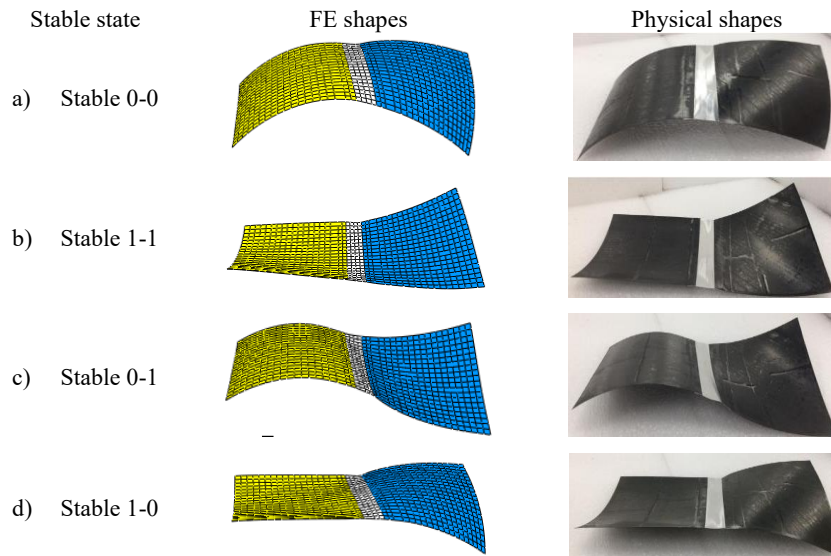 Stable state FE shapes Physical shapes
a) Stable 0-0
b) Stable 1-1
c) Stable 0-1
d) Stable 1-0